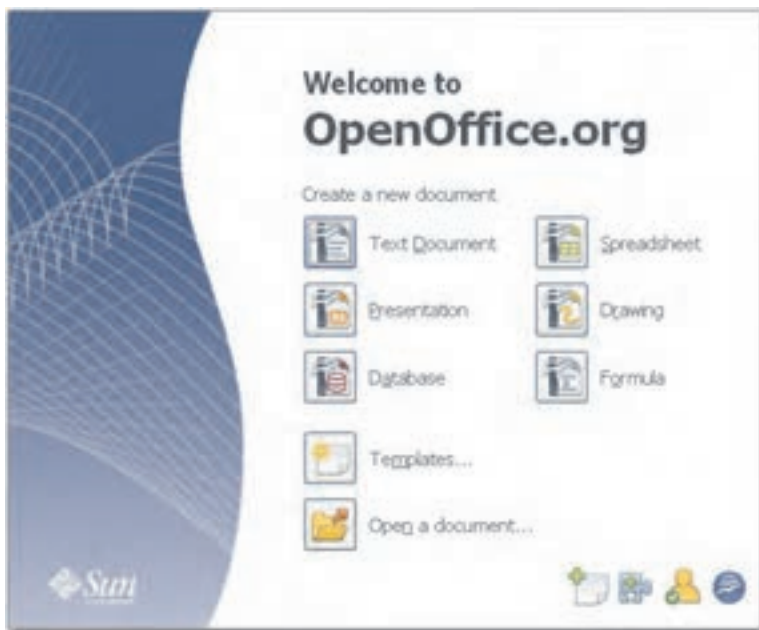 Welcome to
OpenOffice.org
Create a new document
Text Document
Spreadsheet
Presentation
Drawing
Database
Formula
Templates...
Open a document...
Sun